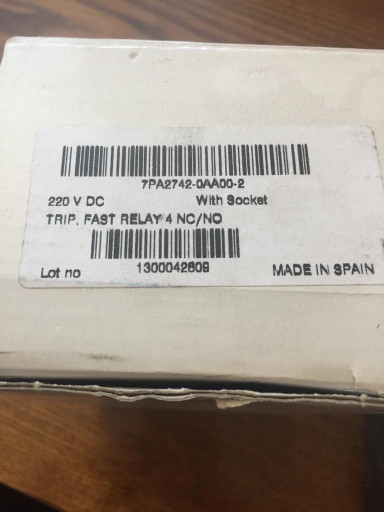 7PA2742-0AA00-2
220 V DC With Socket
TRIP. FAST RELAY 4 NC/NO
1300042609
Lot no MADE IN SPAIN